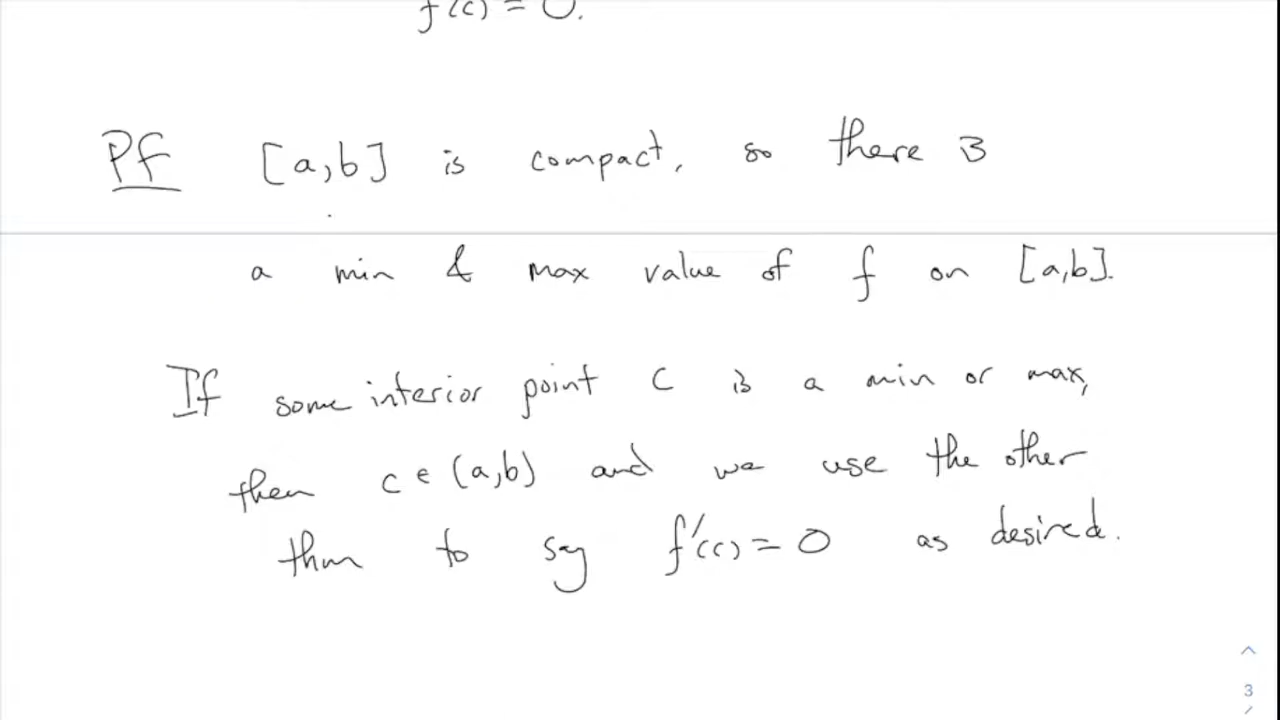 f'(c) = 0.
Pf [a,b] is compact, so there is
a min & max value of f on [a,b].
If some interior point c is a min or max,
then c ∈ (a,b) and we use the other
thm to say f'(c) = 0 as desired.
3